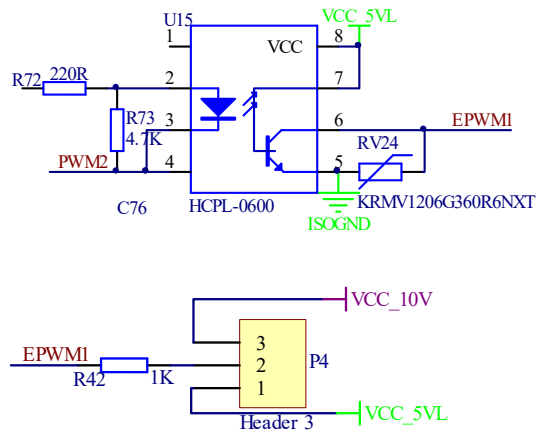 U15
VCC_5VL
1
VCC
8
R72
220R
2
7
R73
4.7K
3
6
EPWM1
RV24
PWM2
4
5
KRMV1206G360R6NXT
C76
HCPL-0600
ISOGND
VCC_10V
3
P4
EPWM1
2
R42
1K
1
VCC_5VL
Header 3